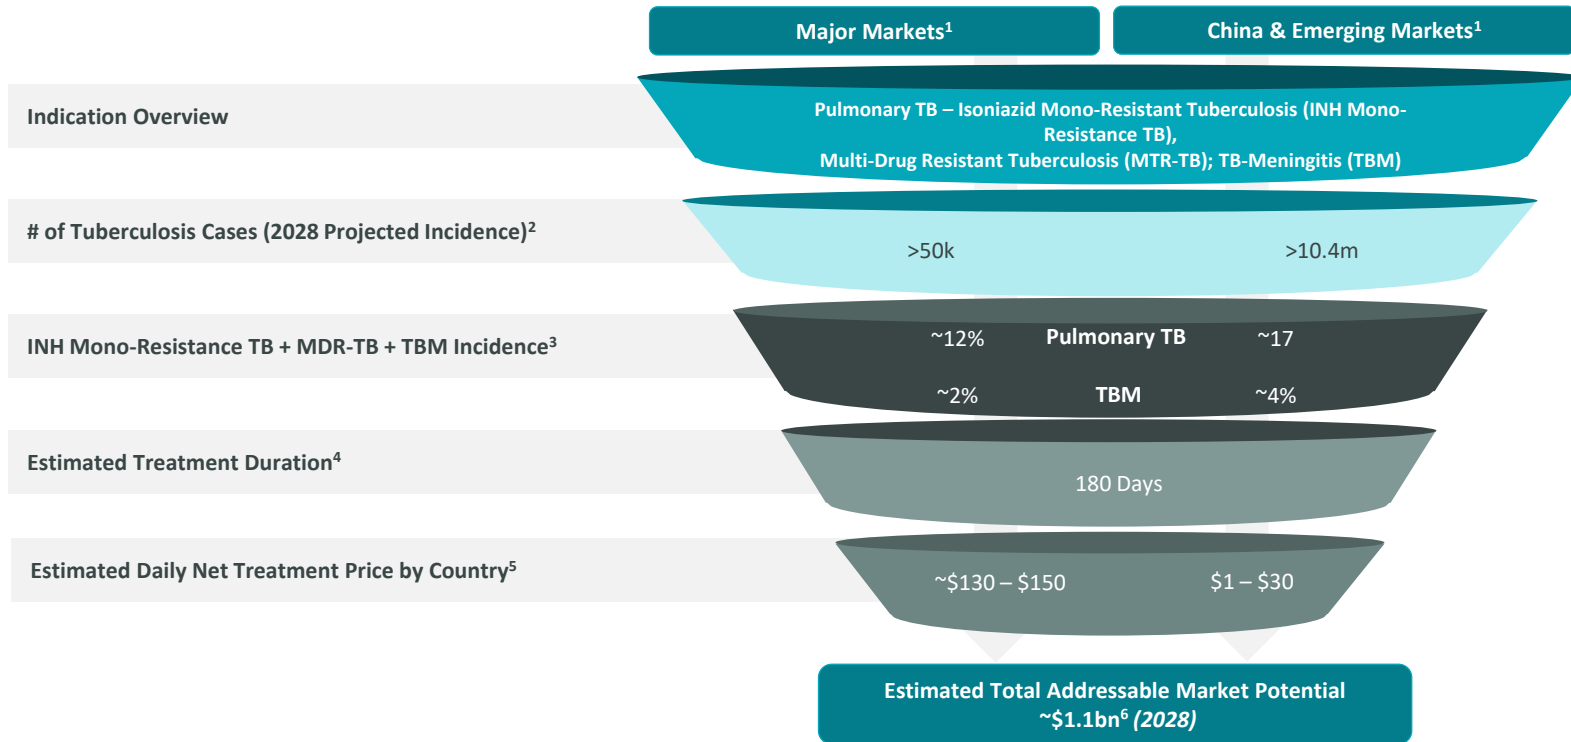 Major Markets¹
China & Emerging Markets¹
Indication Overview
Pulmonary TB – Isoniazid Mono-Resistant Tuberculosis (INH Mono-
Resistance TB),
Multi-Drug Resistant Tuberculosis (MTR-TB); TB-Meningitis (TBM)
# of Tuberculosis Cases (2028 Projected Incidence)²
>50k
>10.4m
INH Mono-Resistance TB + MDR-TB + TBM Incidence³
~12% Pulmonary TB ~17
~2% TBM ~4%
Estimated Treatment Duration⁴
180 Days
Estimated Daily Net Treatment Price by Country⁵
~$130 – $150
$1 – $30
Estimated Total Addressable Market Potential
~$1.1bn⁶ (2028)